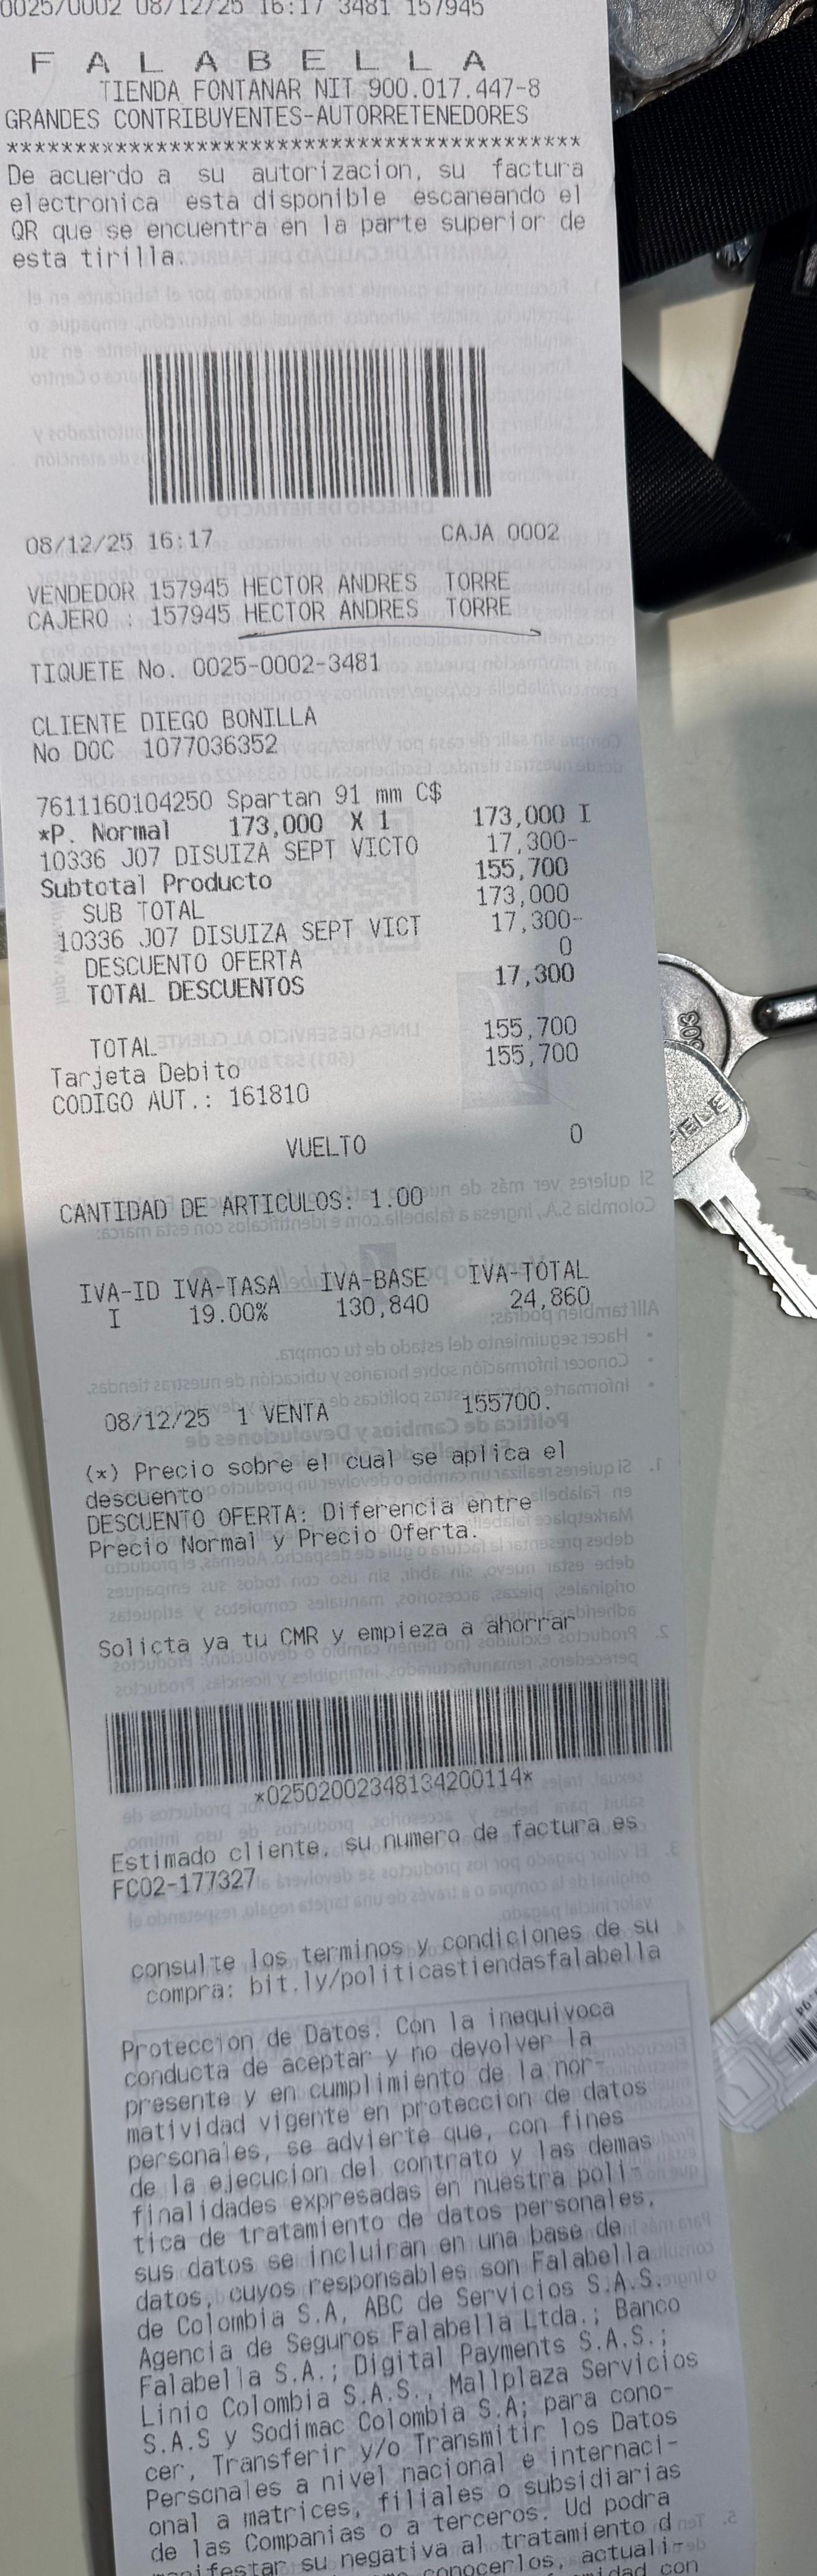 0025/0002 08/12/25 16:17 3481 157945
F A L A B E L L A
TIENDA FONTANAR NIT 900.017.447-8
GRANDES CONTRIBUYENTES-AUTORRETENEDORES
*******************************************
De acuerdo a su autorizacion, su factura
electronica esta disponible escaneando el
QR que se encuentra en la parte superior de
esta tirilla.
08/12/25 16:17 CAJA 0002
VENDEDOR 157945 HECTOR ANDRES TORRE
CAJERO : 157945 HECTOR ANDRES TORRE
TIQUETE No. 0025-0002-3481
CLIENTE DIEGO BONILLA
No DOC 1077036352
7611160104250 Spartan 91 mm C$
*P. Normal 173,000 X 1 173,000 I
10336 J07 DISUIZA SEPT VICTO 17,300-
Subtotal Producto 155,700
SUB TOTAL 173,000
10336 J07 DISUIZA SEPT VICT 17,300-
DESCUENTO OFERTA 0
TOTAL DESCUENTOS 17,300
TOTAL 155,700
Tarjeta Debito 155,700
CODIGO AUT.: 161810
VUELTO 0
CANTIDAD DE ARTICULOS: 1.00
IVA-ID IVA-TASA IVA-BASE IVA-TOTAL
I 19.00% 130,840 24,860
08/12/25 1 VENTA 155700.
(*) Precio sobre el cual se aplica el
descuento
DESCUENTO OFERTA: Diferencia entre
Precio Normal y Precio Oferta.
Solicta ya tu CMR y empieza a ahorrar
*02502002348134200114*
Estimado cliente, su numero de factura es
FC02-177327
consulte los terminos y condiciones de su
compra: bit.ly/politicastiendasfalabella
Proteccion de Datos. Con la inequivoca
conducta de aceptar y no devolver la
presente y en cumplimiento de la nor-
matividad vigente en proteccion de datos
personales, se advierte que, con fines
de la ejecucion del contrato y las demas
finalidades expresadas en nuestra poli-
tica de tratamiento de datos personales,
sus datos se incluiran en una base de
datos, cuyos responsables son Falabella
de Colombia S.A, ABC de Servicios S.A.S.
Agencia de Seguros Falabella Ltda.; Banco
Falabella S.A.; Digital Payments S.A.S.;
Linio Colombia S.A.S., Mallplaza Servicios
S.A.S y Sodimac Colombia S.A; para cono-
cer, Transferir y/o Transmitir los Datos
Personales a nivel nacional e internaci-
onal a matrices, filiales o subsidiarias
de las Companias o a terceros. Ud podra
manifestar su negativa al tratamiento d
conocerlos, actuali-
con